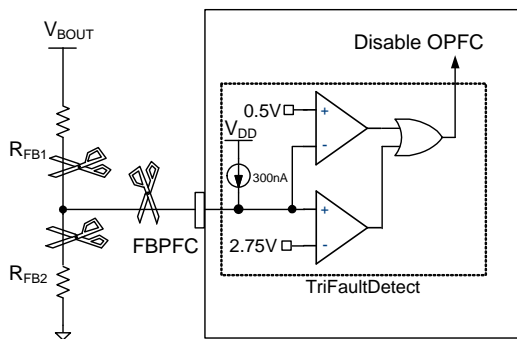 VBOUT
Disable OPFC
0.5V
VDD
RFB1
300nA
FBPFC
2.75V
RFB2
TriFaultDetect
+
-
+
-